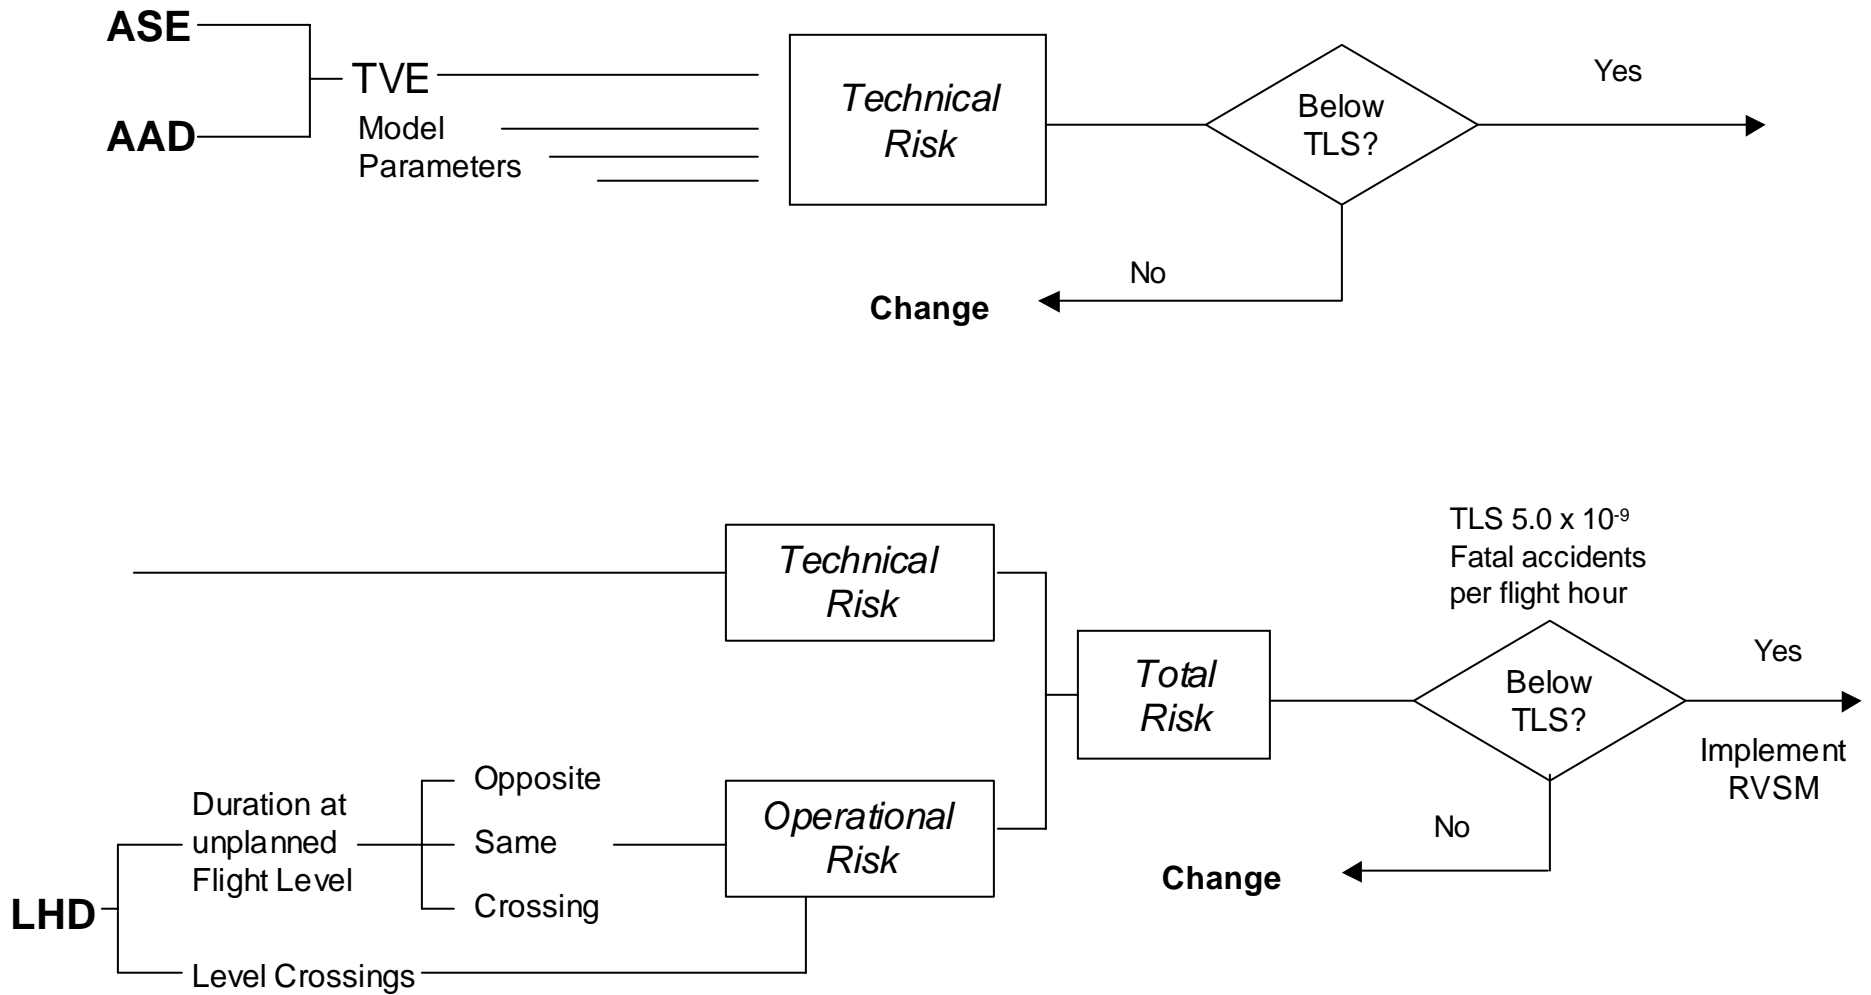 ASE
TVE
AAD
Model
Parameters
Technical
Risk
Below
TLS?
Yes
No
Change
TLS 5.0 x 10-9
Fatal accidents
per flight hour
Technical
Risk
Total
Risk
Below
TLS?
Yes
Implement
RVSM
No
Change
LHD
Duration at
unplanned
Flight Level
Opposite
Same
Crossing
Operational
Risk
Level Crossings